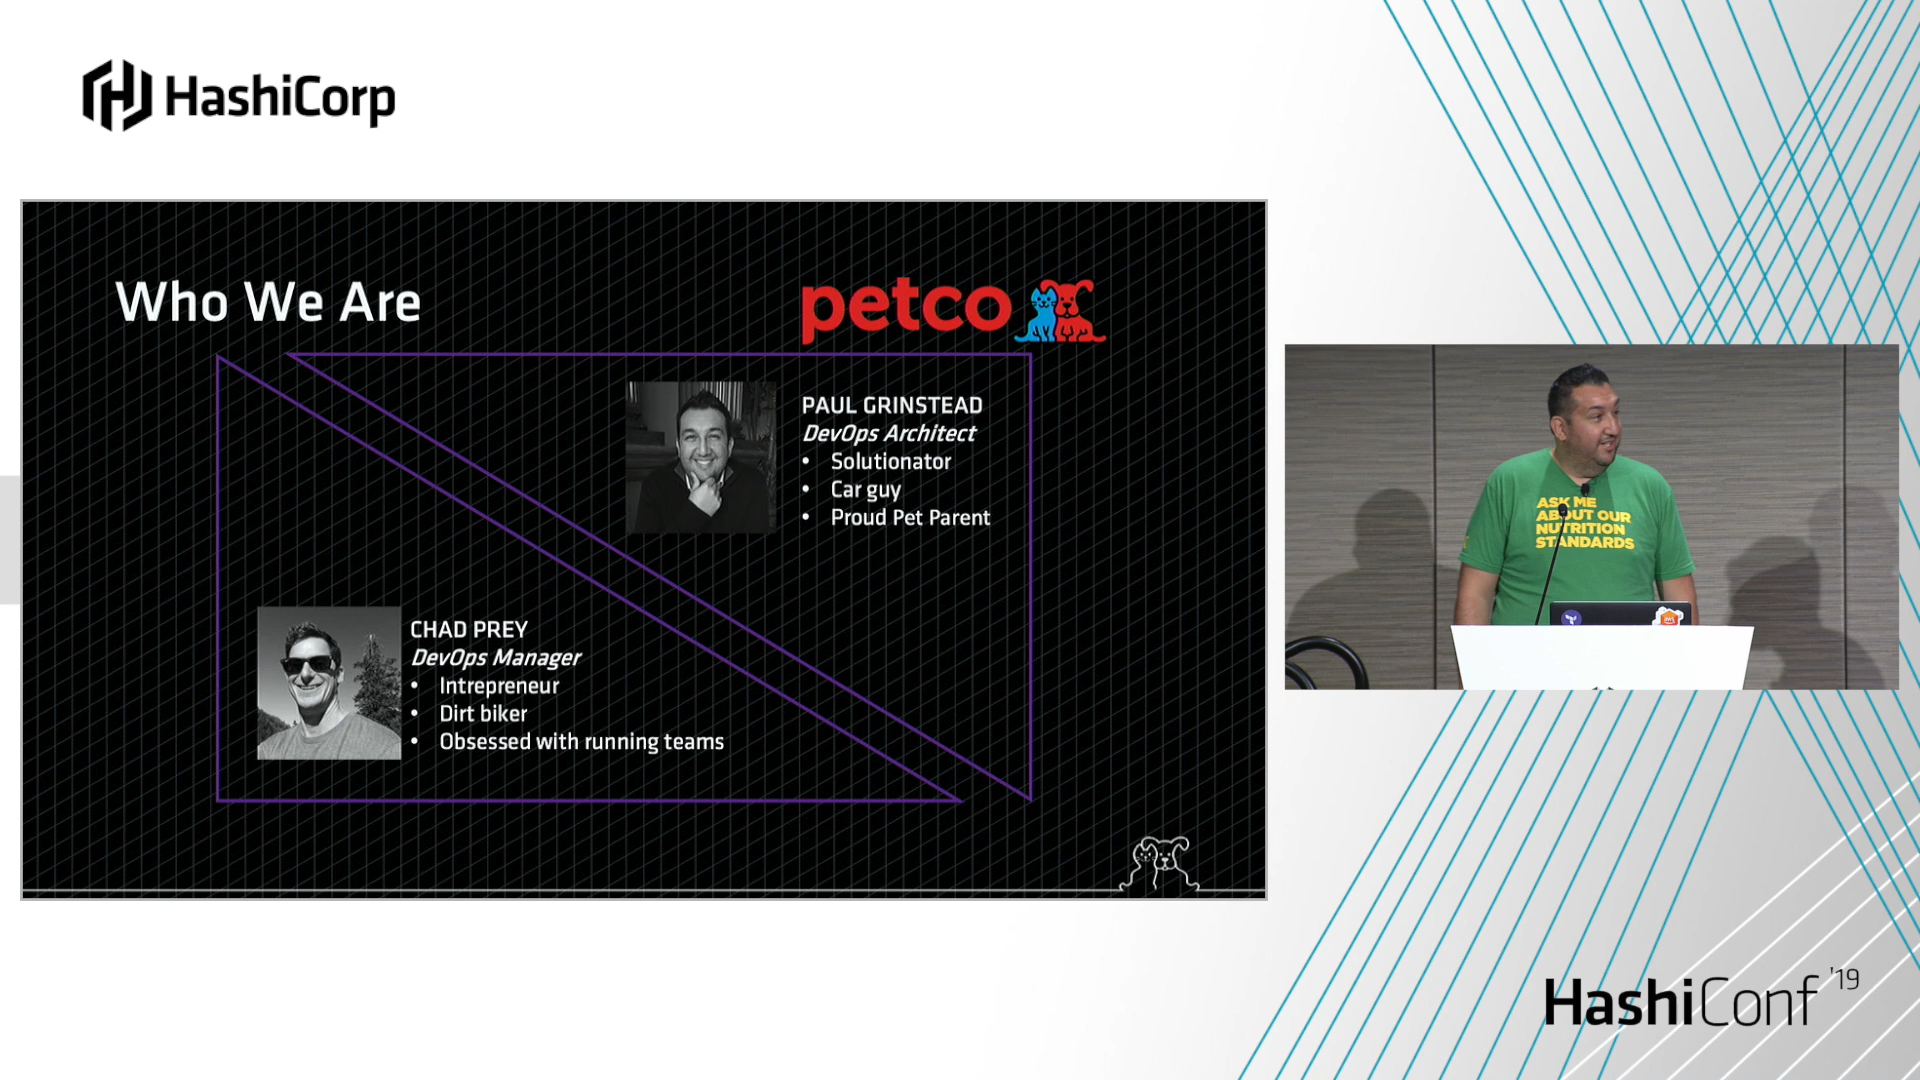 HashiCorp
Who We Are
petco
PAUL GRINSTEAD
DevOps Architect
• Solutionator
• Car guy
• Proud Pet Parent
CHAD PREY
DevOps Manager
• Intrepreneur
• Dirt biker
• Obsessed with running teams
ASK ME
ABOUT OUR
NUTRITION
STANDARDS
aws
HashiConf '19